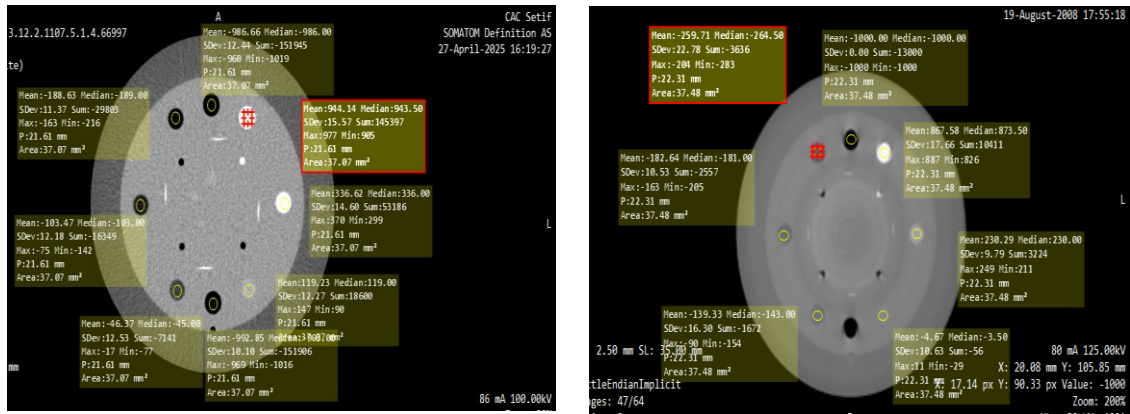 A
CAC Setif
3.12.2.1107.5.1.4.66997
SOMATOM Definition AS
27-April-2025 16:19:27
te)
Mean:-986.66 Median:-986.00
SDev:12.44 Sum:-151945
Max:-960 Min:-1019
P:21.61 mm
Area:37.07 mm²
Mean:-188.63 Median:-189.00
SDev:11.37 Sum:-29803
Max:-163 Min:-216
P:21.61 mm
Area:37.07 mm²
Mean:944.14 Median:943.50
SDev:15.57 Sum:145397
Max:977 Min:905
P:21.61 mm
Area:37.07 mm²
Mean:336.62 Median:336.00
SDev:14.60 Sum:53186
Max:370 Min:299
P:21.61 mm
Area:37.07 mm²
L
Mean:-103.47 Median:-103.00
SDev:12.18 Sum:-16349
Max:-75 Min:-142
P:21.61 mm
Area:37.07 mm²
Mean:119.23 Median:119.00
SDev:12.27 Sum:18600
Max:147 Min:90
P:21.61 mm
Mean:-46.37 Median:-45.00
SDev:12.53 Sum:-7141
Max:-17 Min:-77
P:21.61 mm
Area:37.07 mm²
Mean:-992.85
SDev:10.10 Sum:-151906
Max:-969 Min:-1016
P:21.61 mm
Area:37.07 mm²
mm
86 mA 100.00kV
19-August-2008 17:55:18
Mean:-259.71 Median:-264.50
SDev:22.78 Sum:-3636
Max:-204 Min:-283
P:22.31 mm
Area:37.48 mm²
Mean:-1000.00 Median:-1000.00
SDev:0.00 Sum:-13000
Max:-1000 Min:-1000
P:22.31 mm
Area:37.48 mm²
Mean:867.58 Median:873.50
SDev:17.66 Sum:10411
Max:887 Min:826
P:22.31 mm
Area:37.48 mm²
Mean:-182.64 Median:-181.00
SDev:10.53 Sum:-2557
Max:-163 Min:-205
P:22.31 mm
Area:37.48 mm²
L
Mean:230.29 Median:230.00
SDev:9.79 Sum:3224
Max:249 Min:211
P:22.31 mm
Area:37.48 mm²
Mean:-139.33 Median:-143.00
SDev:16.30 Sum:-1672
Max:-90 Min:-154
P:22.31 mm
Area:37.48 mm²
Mean:-4.67 Median:-3.50
SDev:10.63 Sum:-56
Max:11 Min:-29
P:22.31 mm
Area:37.48 mm²
2.50 mm SL: 35.00 mm
80 mA 125.00kV
X: 20.08 mm Y: 105.85 mm
ttleEndianImplicit
X: 17.14 px Y: 90.33 px Value: -1000
ges: 47/64
Zoom: 200%